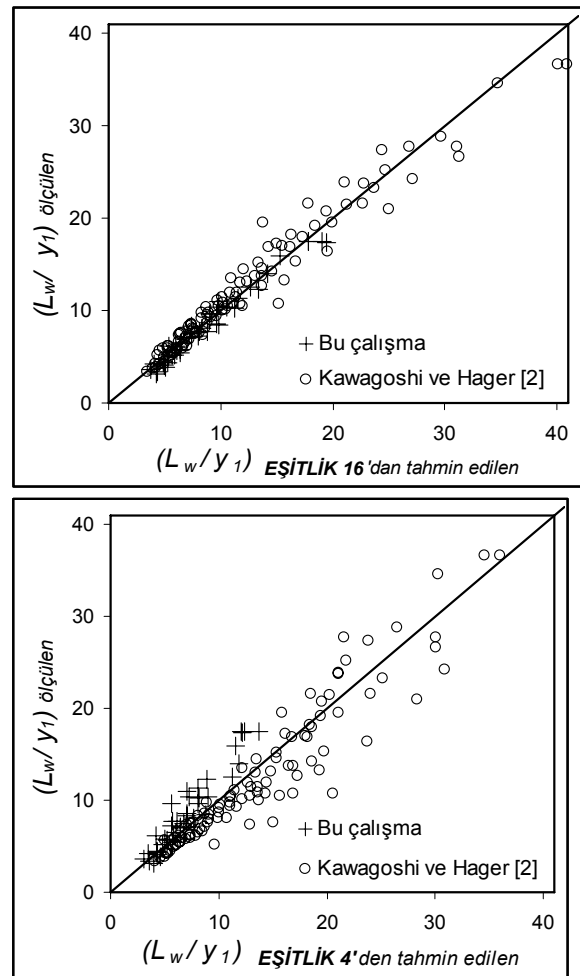 40
30
20
10
0
(Lw/ y1) ölçülen
+ Bu çalışma
○ Kawagoshi ve Hager [2]
0 10 20 30 40
(Lw/y1) EŞİTLİK 16'dan tahmin edilen
40
30
20
10
0
(Lw/ y1) ölçülen
+ Bu çalışma
○ Kawagoshi ve Hager [2]
0 10 20 30 40
(Lw/y1) EŞİTLİK 4'den tahmin edilen